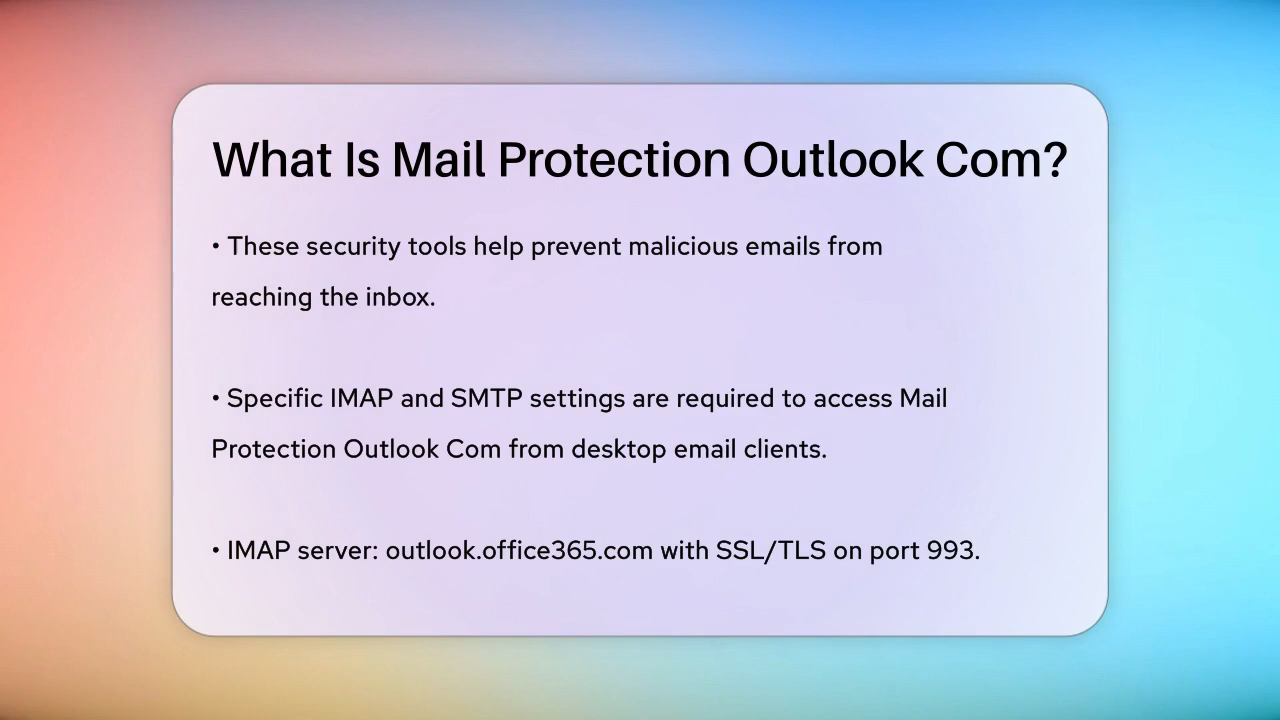 What Is Mail Protection Outlook Com?
• These security tools help prevent malicious emails from
reaching the inbox.
• Specific IMAP and SMTP settings are required to access Mail
Protection Outlook Com from desktop email clients.
• IMAP server: outlook.office365.com with SSL/TLS on port 993.